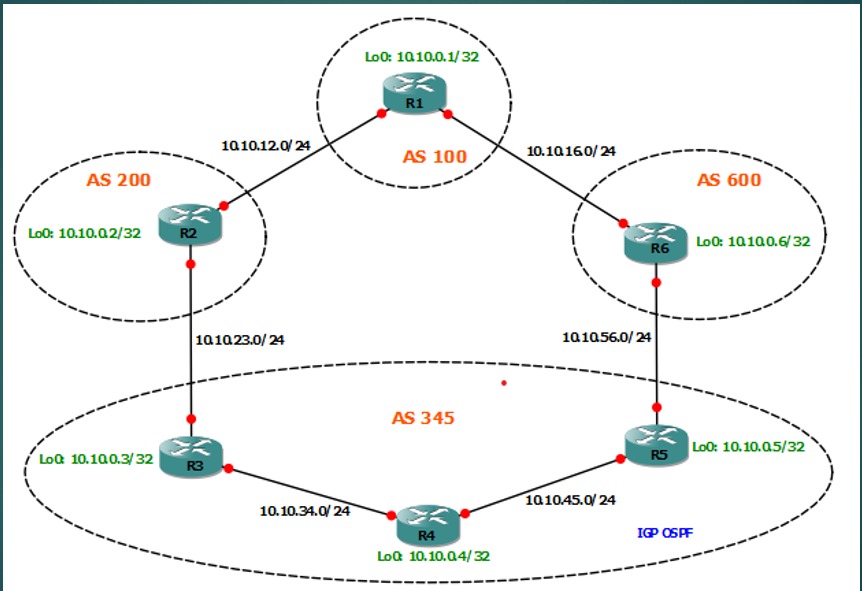 Lo0: 10.10.0.1/32
R1
10.10.12.0/24
AS 100
10.10.16.0/24
AS 200
AS 600
Lo0: 10.10.0.2/32
R2
R6
Lo0: 10.10.0.6/32
10.10.23.0/24
10.10.56.0/24
AS 345
Lo0: 10.10.0.3/32
R3
R5
Lo0: 10.10.0.5/32
10.10.34.0/24
10.10.45.0/24
R4
IGP OSPF
Lo0: 10.10.0.4/32